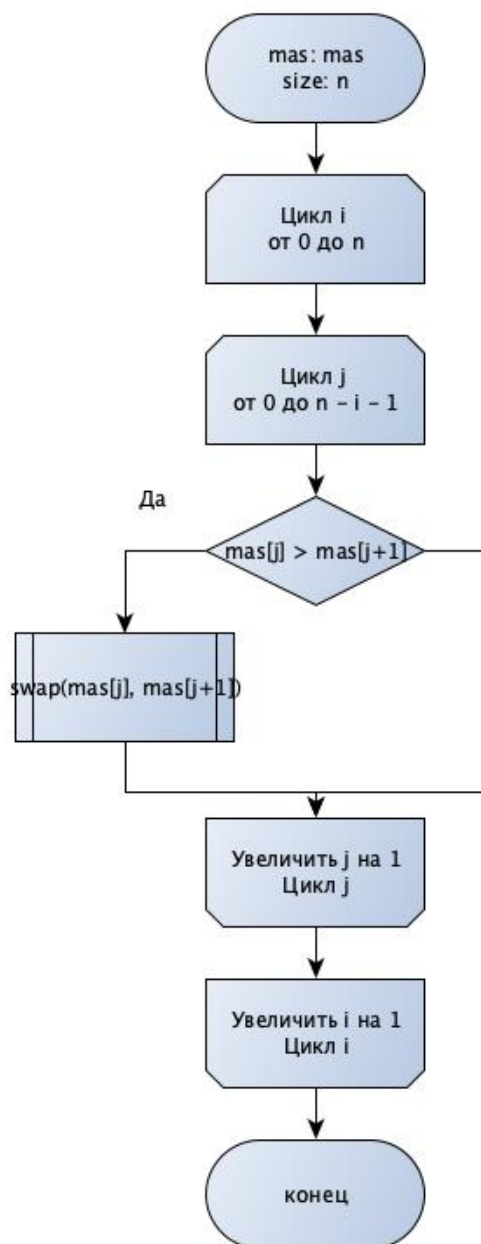 mas: mas
size: n
Цикл i
от 0 до n
Цикл j
от 0 до n – i – 1
Да
mas[j] > mas[j+1]
swap(mas[j], mas[j+1])
Увеличить j на 1
Цикл j
Увеличить i на 1
Цикл i
конец